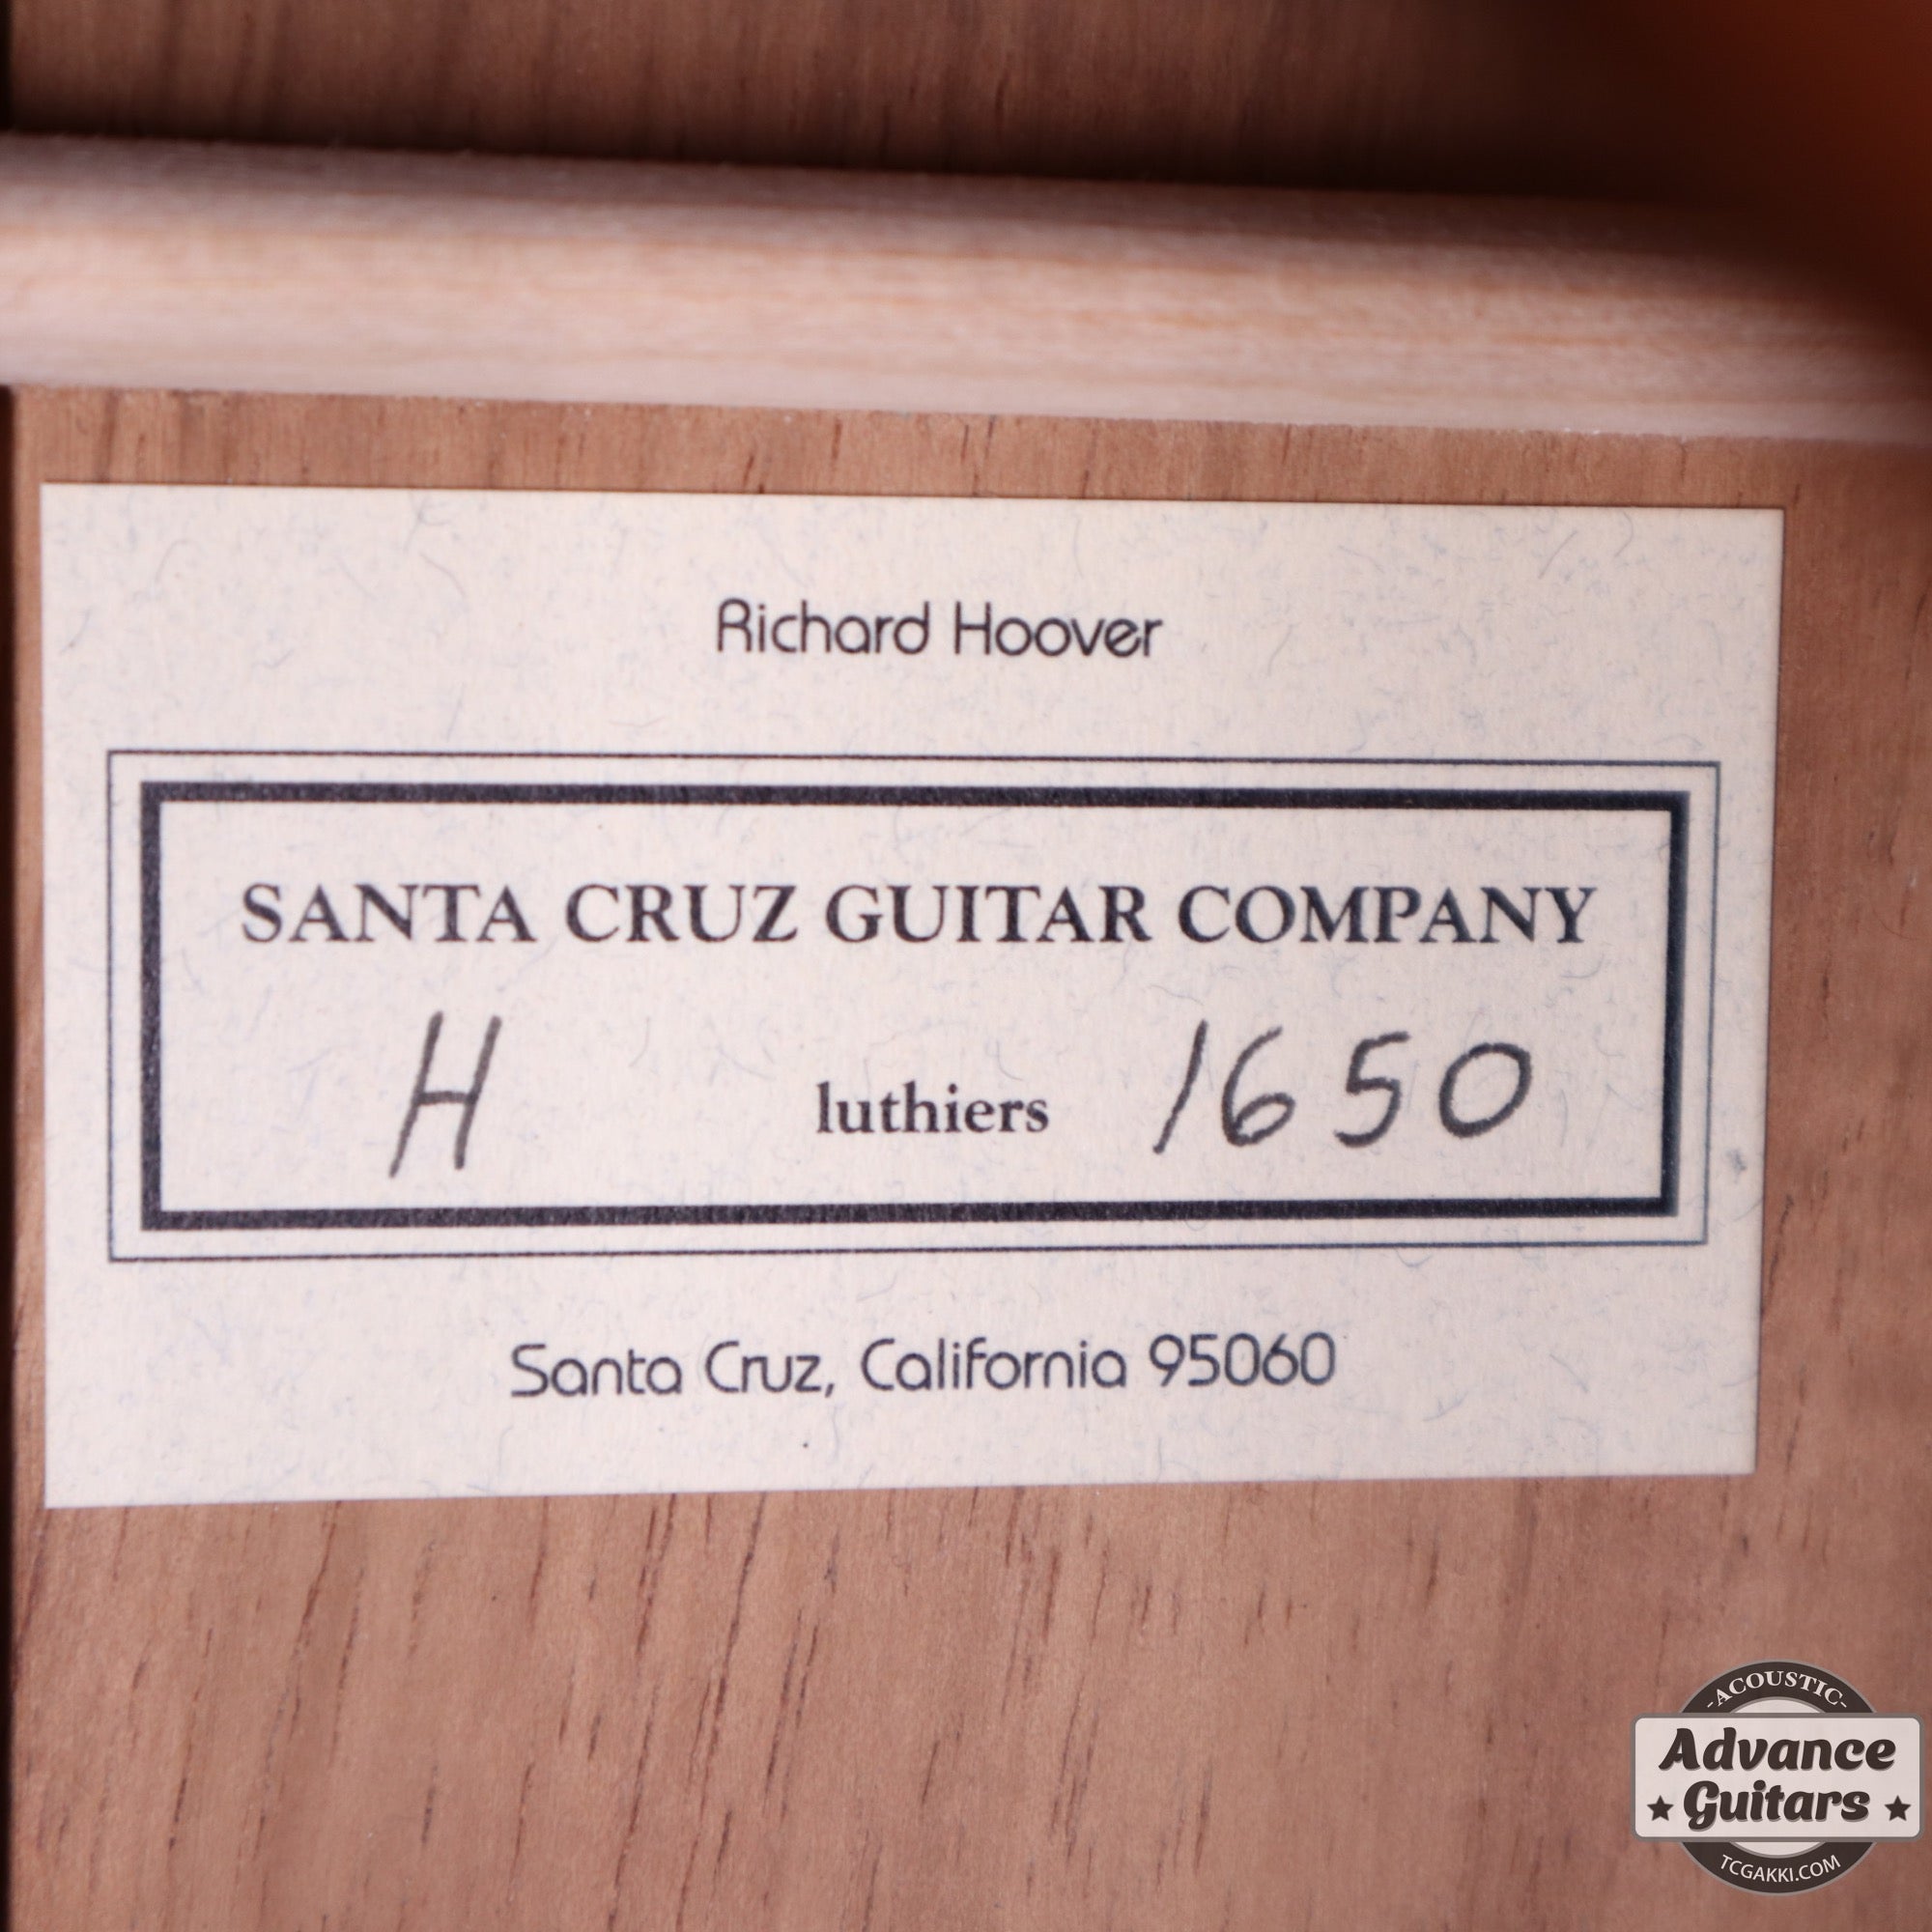 Richard Hoover
SANTA CRUZ GUITAR COMPANY
H luthiers 1650
Santa Cruz, California 95060
-ACOUSTIC-
Advance
Guitars
TCGAKKI.COM